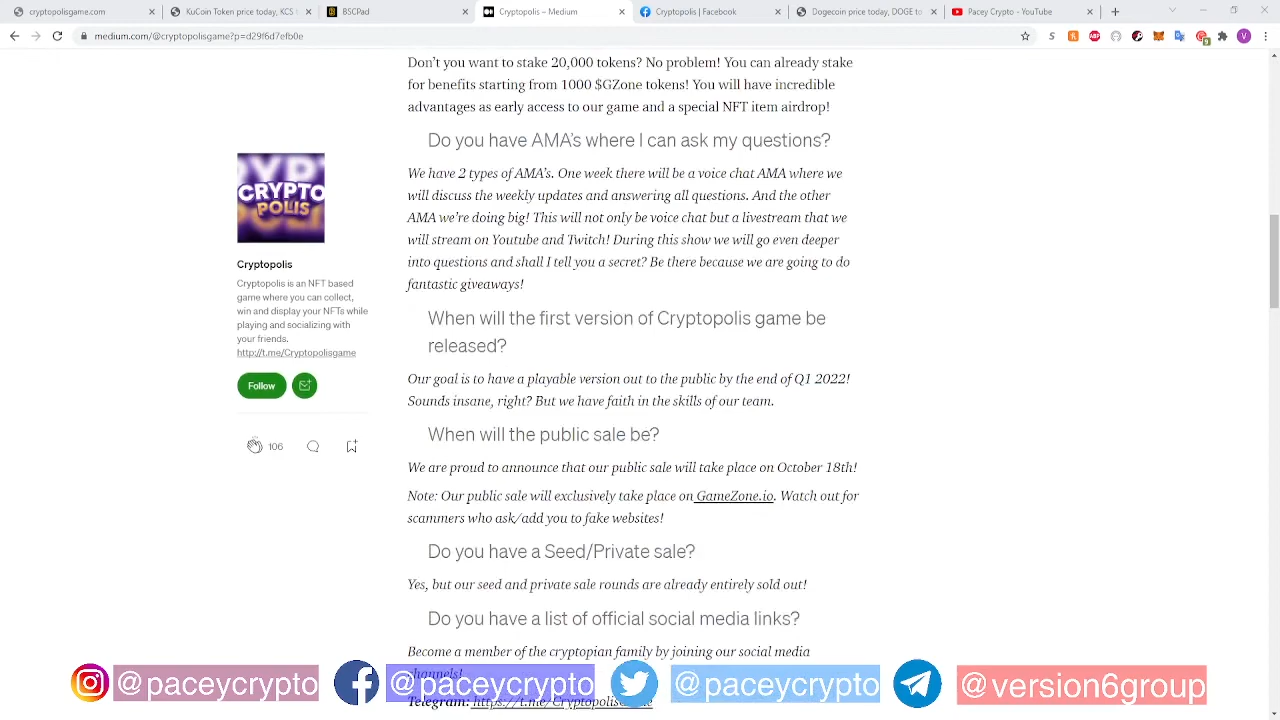 cryptopolisgame.com
KuCoin Token price today, KCS t
BSCPad
Cryptopolis – Medium
Cryptopolis | Facebook
Dogecoin price today, DOGE to
Pacey Crypto - YouTube
medium.com/@cryptopolisgame?p=d29f6d7efb0e
Don't you want to stake 20,000 tokens? No problem! You can already stake
for benefits starting from 1000 $GZone tokens! You will have incredible
advantages as early access to our game and a special NFT item airdrop!
Do you have AMA's where I can ask my questions?
We have 2 types of AMA's. One week there will be a voice chat AMA where we
will discuss the weekly updates and answering all questions. And the other
AMA we're doing big! This will not only be voice chat but a livestream that we
will stream on Youtube and Twitch! During this show we will go even deeper
into questions and shall I tell you a secret? Be there because we are going to do
fantastic giveaways!
When will the first version of Cryptopolis game be
released?
Our goal is to have a playable version out to the public by the end of Q1 2022!
Sounds insane, right? But we have faith in the skills of our team.
When will the public sale be?
We are proud to announce that our public sale will take place on October 18th!
Note: Our public sale will exclusively take place on GameZone.io. Watch out for
scammers who ask/add you to fake websites!
Do you have a Seed/Private sale?
Yes, but our seed and private sale rounds are already entirely sold out!
Do you have a list of official social media links?
Become a member of the cryptopian family by joining our social media
channels!
Telegram: https://t.me/Cryptopolis
CRYPTO
POLIS
Cryptopolis
Cryptopolis is an NFT based
game where you can collect,
win and display your NFTs while
playing and socializing with
your friends.
http://t.me/Cryptopolisgame
Follow
106
@paceycrypto
@paceycrypto
@paceycrypto
@version6group